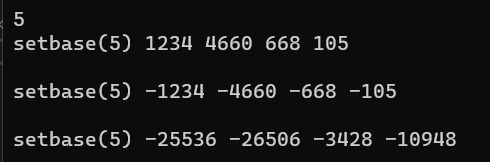 5
setbase(5) 1234 4660 668 105
setbase(5) -1234 -4660 -668 -105
setbase(5) -25536 -26506 -3428 -10948